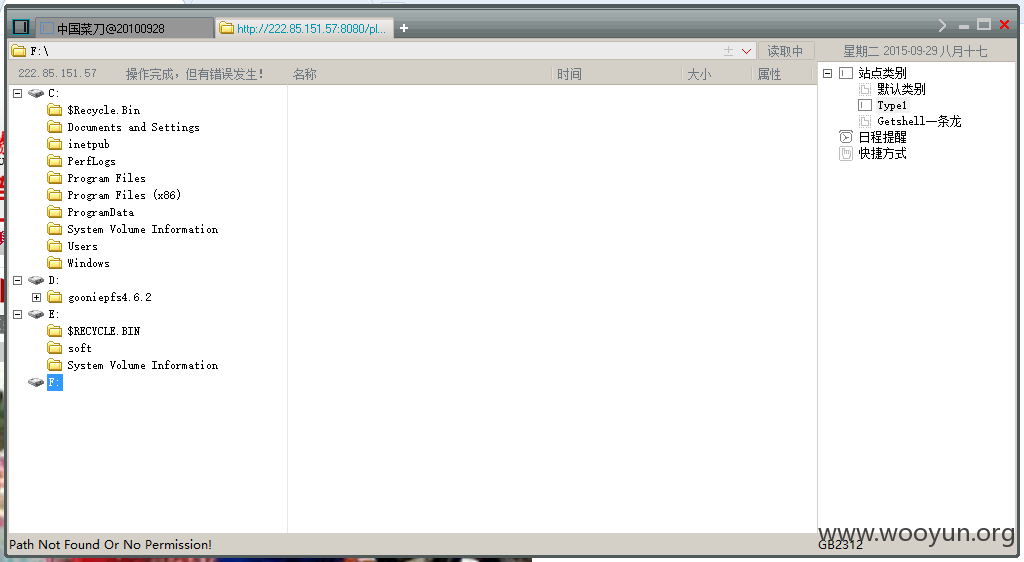 中国菜刀@20100928
http://222.85.151.57:8080/pl...
F:\
读取中
星期二 2015-09-29 八月十七
222.85.151.57
操作完成，但有错误发生！
名称
时间
大小
属性
C:
$Recycle.Bin
Documents and Settings
inetpub
PerfLogs
Program Files
Program Files (x86)
ProgramData
System Volume Information
Users
Windows
D:
gooniepfs4.6.2
E:
$RECYCLE.BIN
soft
System Volume Information
F:
站点类别
默认类别
Type1
Getshell一条龙
日程提醒
快捷方式
www.wooyun.org
Path Not Found Or No Permission!
GB2312